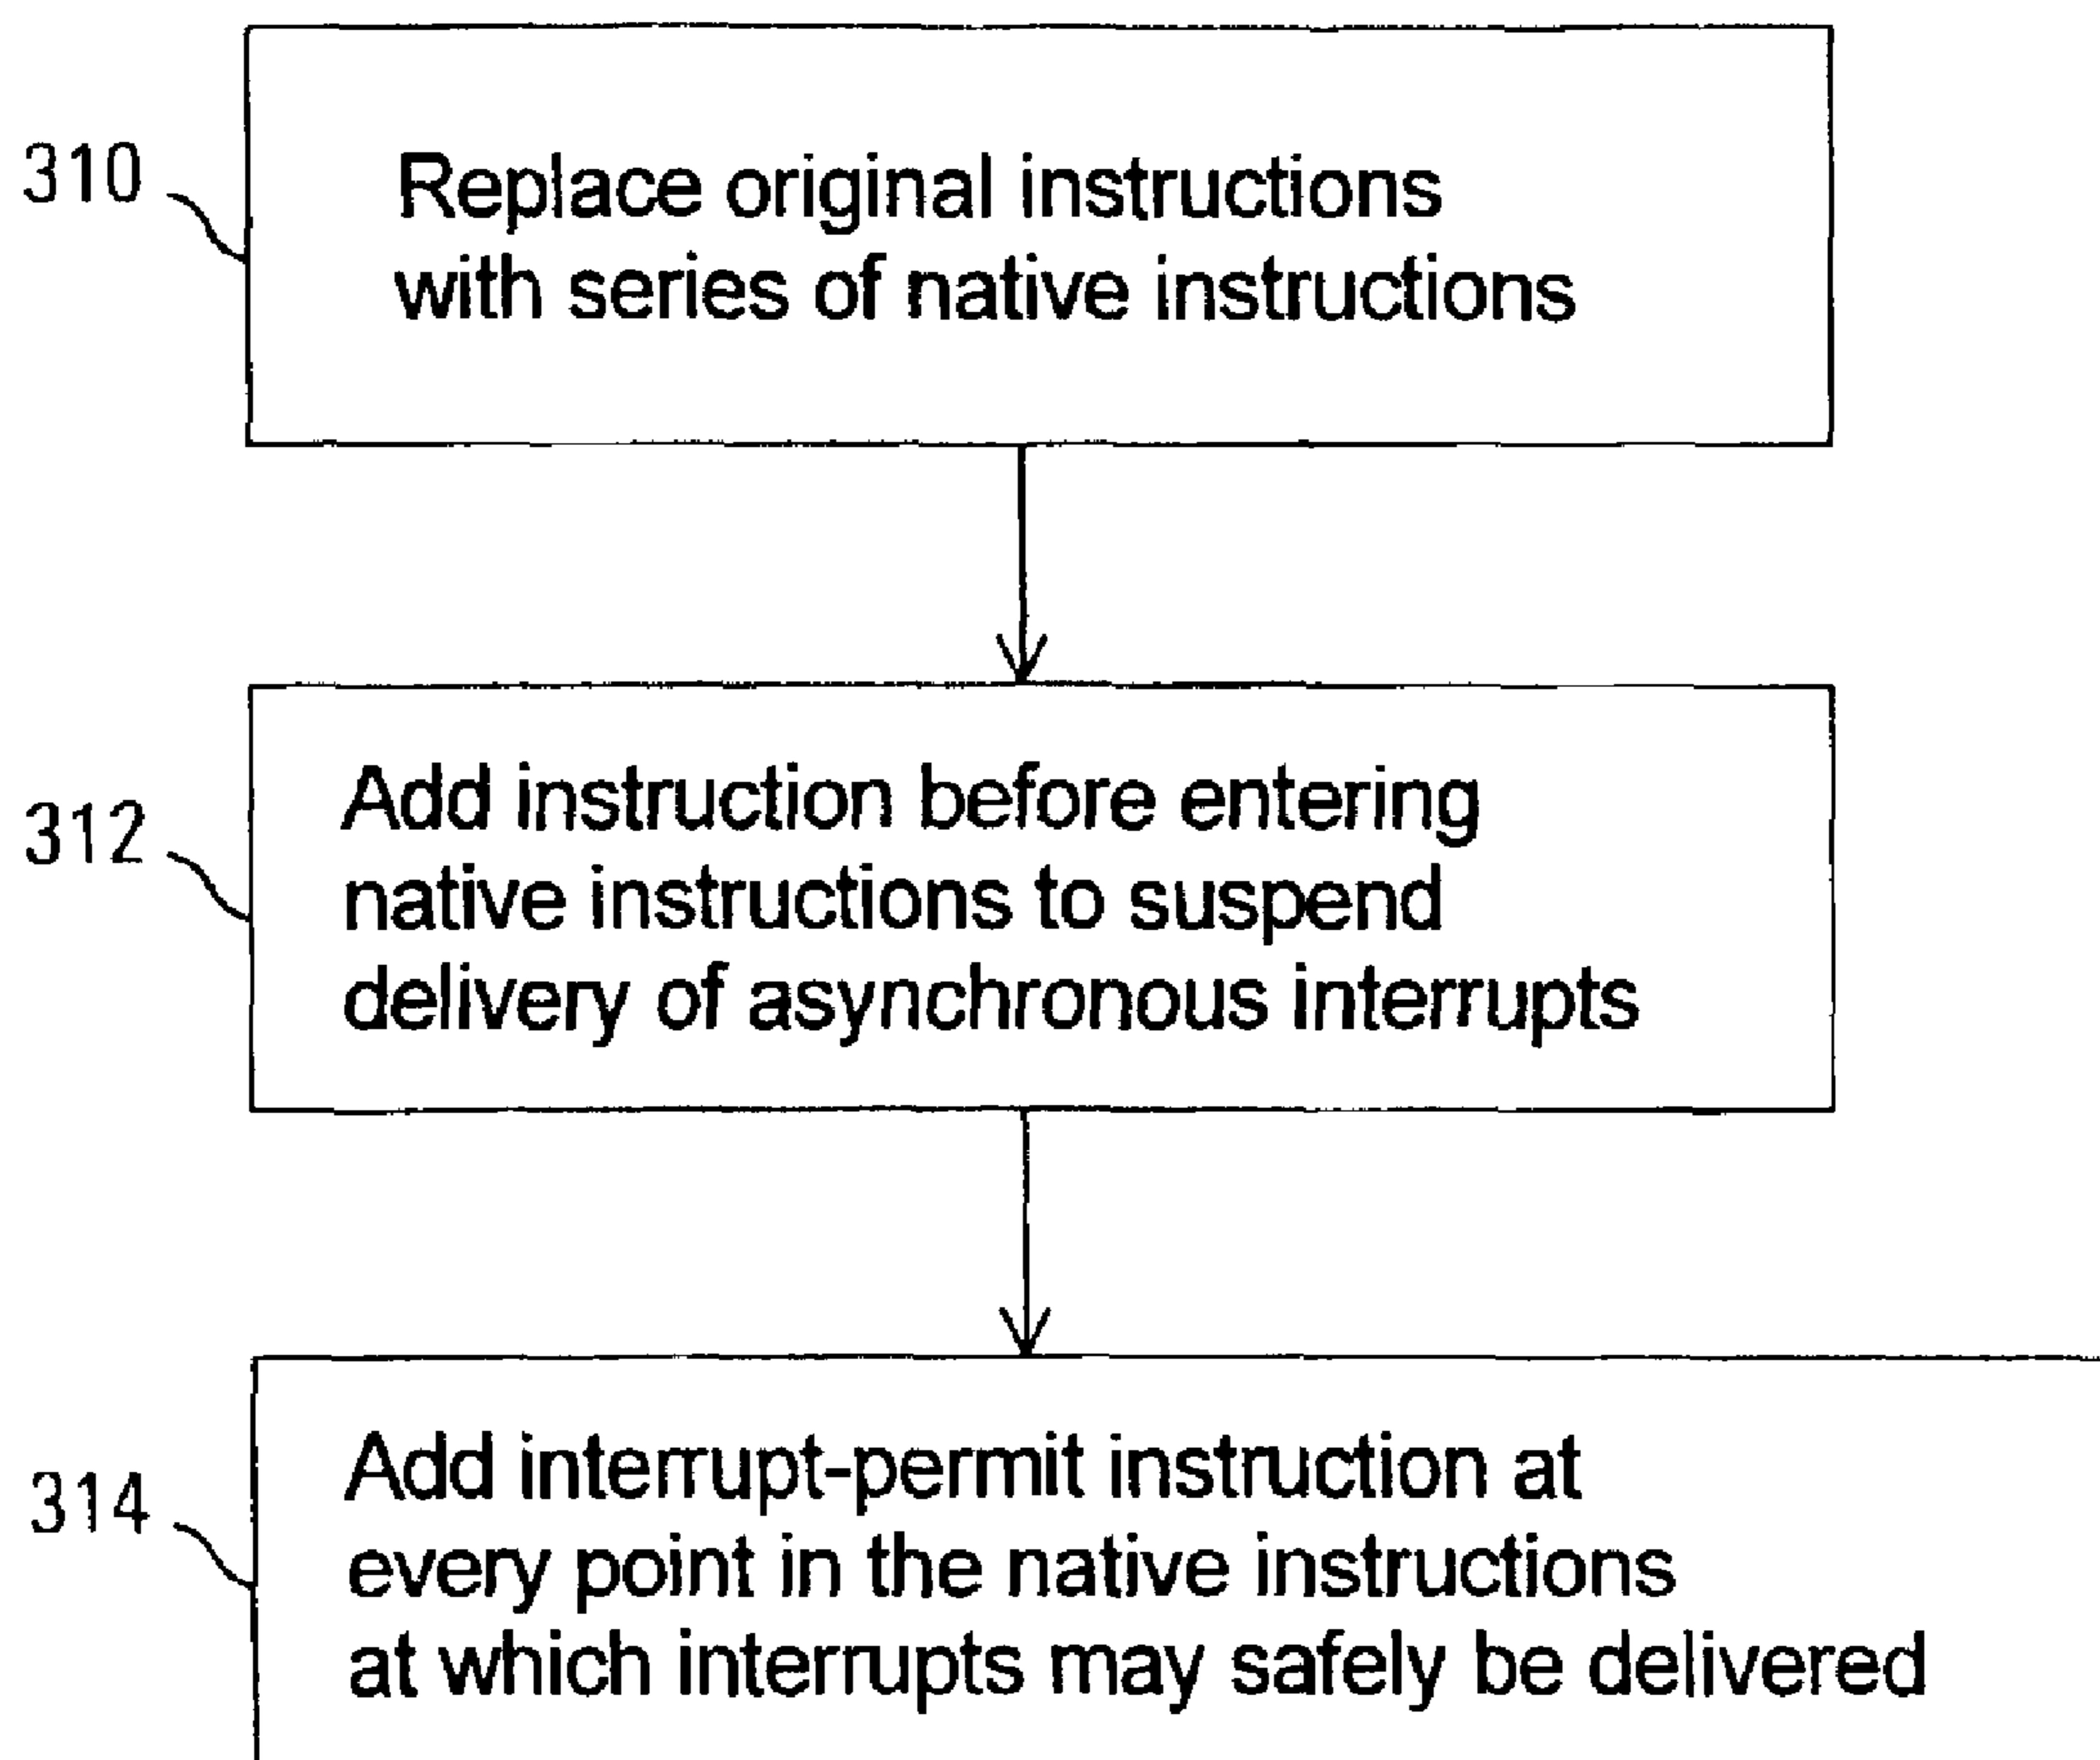 310
Replace original instructions
with series of native instructions
312
Add instruction before entering
native instructions to suspend
delivery of asynchronous interrupts
314
Add interrupt-permit instruction at
every point in the native instructions
at which interrupts may safely be delivered